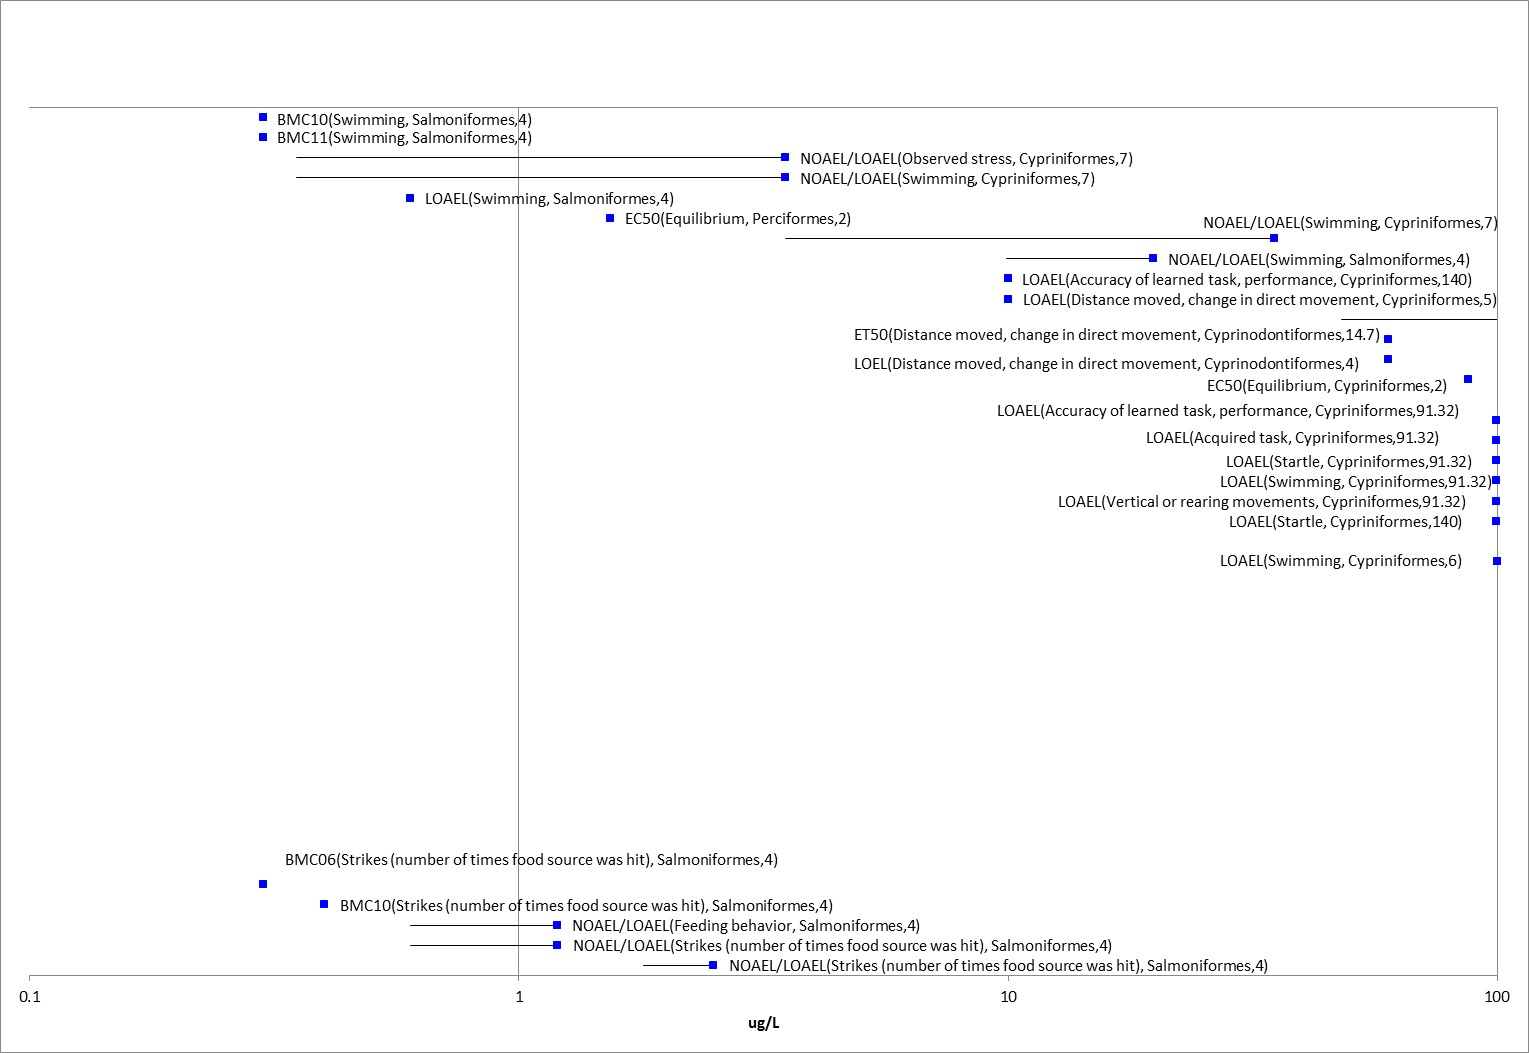 BMC10(Swimming, Salmoniformes,4)
BMC11(Swimming, Salmoniformes,4)
NOAEL/LOAEL(Observed stress, Cypriniformes,7)
NOAEL/LOAEL(Swimming, Cypriniformes,7)
LOAEL(Swimming, Salmoniformes,4)
EC50(Equilibrium, Perciformes,2)
NOAEL/LOAEL(Swimming, Cypriniformes,7)
NOAEL/LOAEL(Swimming, Salmoniformes,4)
LOAEL(Accuracy of learned task, performance, Cypriniformes,140)
LOAEL(Distance moved, change in direct movement, Cypriniformes,5)
ET50(Distance moved, change in direct movement, Cyprinodontiformes,14.7)
LOEL(Distance moved, change in direct movement, Cyprinodontiformes,4)
EC50(Equilibrium, Cypriniformes,2)
LOAEL(Accuracy of learned task, performance, Cypriniformes,91.32)
LOAEL(Acquired task, Cypriniformes,91.32)
LOAEL(Startle, Cypriniformes,91.32)
LOAEL(Swimming, Cypriniformes,91.32)
LOAEL(Vertical or rearing movements, Cypriniformes,91.32)
LOAEL(Startle, Cypriniformes,140)
LOAEL(Swimming, Cypriniformes,6)
BMC06(Strikes (number of times food source was hit), Salmoniformes,4)
BMC10(Strikes (number of times food source was hit), Salmoniformes,4)
NOAEL/LOAEL(Feeding behavior, Salmoniformes,4)
NOAEL/LOAEL(Strikes (number of times food source was hit), Salmoniformes,4)
NOAEL/LOAEL(Strikes (number of times food source was hit), Salmoniformes,4)
0.1 1 10 100
ug/L